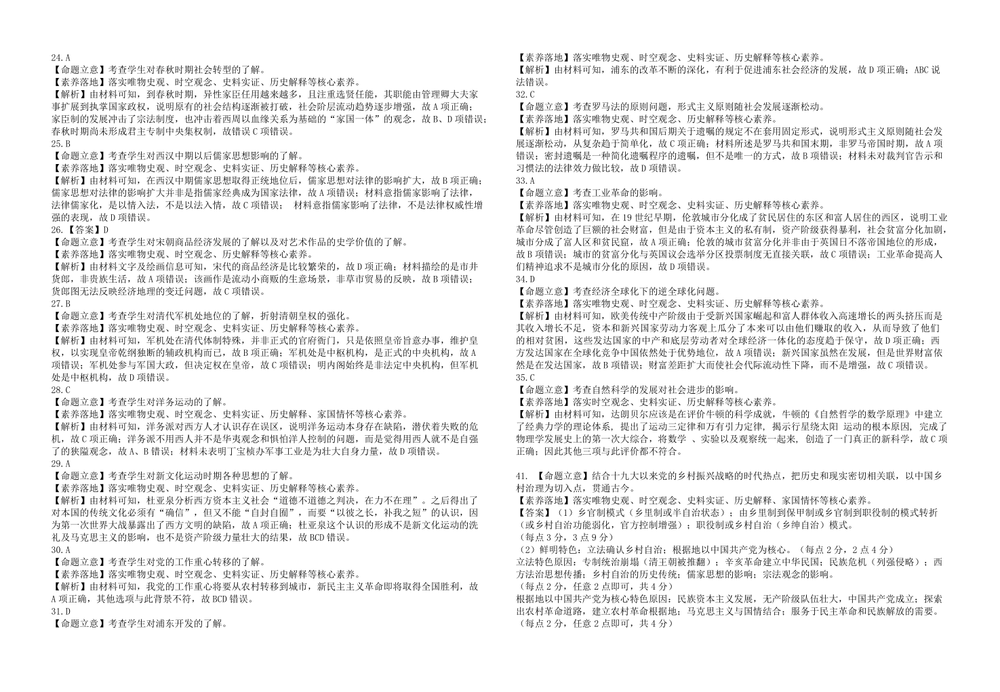 24.A
【命题立意】考查学生对春秋时期社会转型的了解。
【素养落地】落实唯物史观、时空观念、史料实证、历史解释等核心素养。
【解析】由材料可知，到春秋时期，异性家臣任用越来越多，且注重选贤任能，其职能由管理卿大夫家
事扩展到执掌国家政权，说明原有的社会结构逐渐被打破，社会阶层流动趋势逐步增强，故 A 项正确；
家臣制的发展冲击了宗法制度，也冲击着西周以血缘关系为基础的“家国一体”的观念，故 B、D 项错误；
春秋时期尚未形成君主专制中央集权制，故错误 C 项错误。
25.B
【命题立意】考查学生对西汉中期以后儒家思想影响的了解。
【素养落地】落实唯物史观、时空观念、史料实证、历史解释等核心素养。
【解析】由材料可知，在西汉中期儒家思想取得正统地位后，儒家思想对法律的影响扩大，故 B 项正确；
儒家思想对法律的影响扩大并非是指儒家经典成为国家法律，故 A 项错误；材料意指儒家影响了法律，
法律儒家化，是以情入法，不是以法入情，故 C 项错误； 材料意指儒家影响了法律，不是法律权威性增
强的表现，故 D 项错误。
26.【答案】D
【命题立意】考查学生对宋朝商品经济发展的了解以及对艺术作品的史学价值的了解。
【素养落地】落实唯物史观、时空观念、历史解释等核心素养。
【解析】由材料文字及绘画信息可知，宋代的商品经济是比较繁荣的，故 D 项正确；材料描绘的是市井
货郎，非贵族生活，故 A 项错误；该画作是流动小商贩的生意场景，非草市贸易的反映，故 B 项错误；
货郎图无法反映经济地理的变迁问题，故 C 项错误。
27.B
【命题立意】考查学生对清代军机处地位的了解，折射清朝皇权的强化。
【素养落地】落实唯物史观、时空观念、史料实证、历史解释等核心素养。
【解析】由材料可知，军机处在清代体制特殊，并非正式的官府衙门，只是依照皇帝旨意办事，维护皇
权，以实现皇帝乾纲独断的辅政机构而已，故 B 项正确；军机处是中枢机构，是正式的中央机构，故 A
项错误；军机处参与军国大政，但决定权在皇帝，故 C 项错误；明内阁始终是非法定中央机构，但军机
处是中枢机构，故 D 项错误。
28.C
【命题立意】考查学生对洋务运动的了解。
【素养落地】落实唯物史观、时空观念、史料实证、历史解释、家国情怀等核心素养。
【解析】由材料可知，洋务派对西方人才认识存在误区，说明洋务运动本身存在缺陷，潜伏着失败的危
机，故 C 项正确；洋务派不用西人并不是华夷观念和惧怕洋人控制的问题，而是觉得用西人就不是自强
了的狭隘观念，故 A、B 错误；材料未表明丁宝桢办军事工业是为壮大自身力量，故 D 项错误。
29.A
【命题立意】考查学生对新文化运动时期各种思想的了解。
【素养落地】落实唯物史观、时空观念、史料实证、历史解释等核心素养。
【解析】由材料可知，杜亚泉分析西方资本主义社会“道德不道德之判决，在力不在理”。之后得出了
对本国的传统文化必须有“确信”，但又不能“自封自囿”，而要“以彼之长，补我之短”的认识，因
为第一次世界大战暴露出了西方文明的缺陷，故 A 项正确；杜亚泉这个认识的形成不是新文化运动的洗
礼及马克思主义的影响，也不是资产阶级力量壮大的结果，故 BCD 错误。
30.A
【命题立意】考查学生对党的工作重心转移的了解。
【素养落地】落实唯物史观、时空观念、史料实证、历史解释等核心素养。
【解析】由材料可知，我党的工作重心将要从农村转移到城市，新民主主义革命即将取得全国胜利，故
A 项正确，其他选项与此背景不符，故 BCD 错误。
31.D
【命题立意】考查学生对浦东开发的了解。
【素养落地】落实唯物史观、时空观念、史料实证、历史解释等核心素养。
【解析】由材料可知，浦东的改革不断的深化，有利于促进浦东社会经济的发展，故 D 项正确；ABC 说
法错误。
32.C
【命题立意】考查罗马法的原则问题，形式主义原则随社会发展逐渐松动。
【素养落地】落实唯物史观、时空观念、史料实证、历史解释等核心素养。
【解析】由材料可知，罗马共和国后期关于遗嘱的规定不在套用固定形式，说明形式主义原则随社会发
展逐渐松动，从复杂趋于简单化，故 C 项正确；材料所述是罗马共和国末期，非罗马帝国时期，故 A 项
错误；密封遗嘱是一种简化遗嘱程序的遗嘱，但不是唯一的方式，故 B 项错误；材料未对裁判官告示和
习惯法的法律效力做比较，故 D 项错误。
33.A
【命题立意】考查工业革命的影响。
【素养落地】落实唯物史观、时空观念、史料实证、历史解释等核心素养。
【解析】由材料可知，在 19 世纪早期，伦敦城市分化成了贫民居住的东区和富人居住的西区，说明工业
革命尽管创造了巨额的社会财富，但是由于资本主义的私有制，资产阶级获得暴利，社会贫富分化加剧，
城市分成了富人区和贫民窟，故 A 项正确；伦敦的城市贫富分化并非由于英国日不落帝国地位的形成，
故 B 项错误；城市的贫富分化与英国议会选举分区投票制度无直接关联，故 C 项错误；工业革命提高人
们精神追求不是城市分化的原因，故 D 项错误。
34.D
【命题立意】考查经济全球化下的逆全球化问题。
【素养落地】落实唯物史观、时空观念、史料实证、历史解释等核心素养。
【解析】由材料可知，欧美传统中产阶级由于受新兴国家崛起和富人群体收入高速增长的两头挤压而是
其收入增长不足，资本和新兴国家劳动力客观上瓜分了本来可以由他们赚取的收入，从而导致了他们
的相对贫困，这些发达国家的中产和底层劳动者对全球经济一体化的态度趋于保守，故 D 项正确；西
方发达国家在全球化竞争中国依然处于优势地位，故 A 项错误；新兴国家虽然在发展，但是世界财富依
然是在发达国家，故 B 项错误；财富差距扩大而使社会代际流动性下降，而不是增强，故 C 项错误。
35.C
【命题立意】考查自然科学的发展对社会进步的影响。
【素养落地】落实时空观念、史料实证、历史解释等核心素养。
【解析】由材料可知，达朗贝尔应该是在评价牛顿的科学成就，牛顿的《自然哲学的数学原理》中建立
了经典力学的理论体系, 提出了运动三定律和万有引力定律, 揭示行星绕太阳 运动的根本原因, 完成了
物理学发展史上的第一次大综合，将数学 、实验以及观察统一起来, 创造了一门真正的新科学，故 C 项
正确；因此其他三项与此评价都不符合。
41. 【命题立意】结合十九大以来党的乡村振兴战略的时代热点，把历史和现实密切相关联，以中国乡
村治理为切入点，贯通古今。
【素养落地】落实唯物史观、时空观念、史料实证、历史解释、家国情怀等核心素养。
【答案】（1）乡官制模式（乡里制或半自治状态）；由乡里制到保甲制或乡官制到职役制的模式转折
（或乡村自治功能弱化，官方控制增强）；职役制或乡村自治（乡绅自治）模式。
（每点 3 分，3 点 9 分）
（2）鲜明特色：立法确认乡村自治；根据地以中国共产党为核心。（每点 2 分，2 点 4 分）
立法特色原因：专制统治崩塌（清王朝被推翻）；辛亥革命建立中华民国；民族危机（列强侵略）；西
方法治思想传播；乡村自治的历史传统；儒家思想的影响；宗法观念的影响。
（每点 2 分，任意 2 点即可，共 4 分）
根据地以中国共产党为核心特色原因：民族资本主义发展，无产阶级队伍壮大，中国共产党成立；探索
出农村革命道路，建立农村革命根据地；马克思主义与国情结合；服务于民主革命和民族解放的需要。
（每点 2 分，任意 2 点即可，共 4 分）